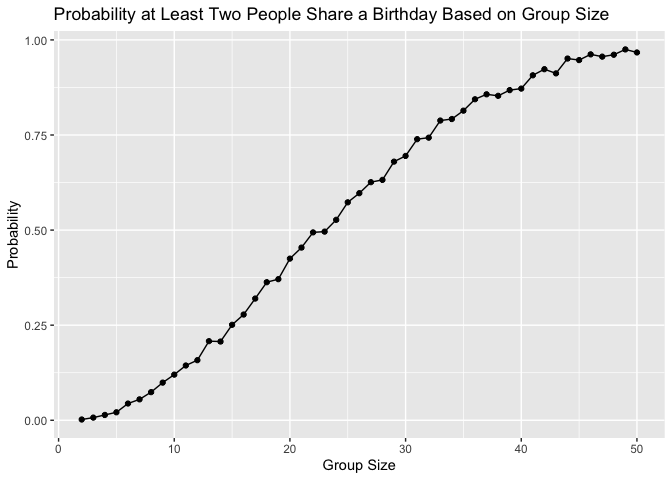 Probability at Least Two People Share a Birthday Based on Group Size
1.00
0.75
0.50
0.25
0.00
Probability
0 10 20 30 40 50
Group Size